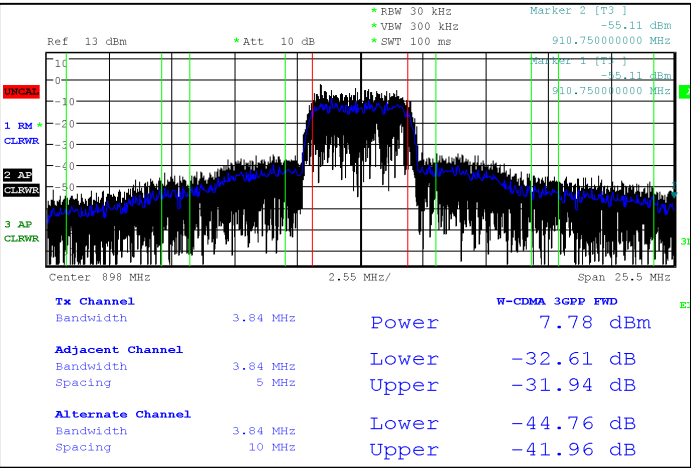 * RBW 30 kHz
Marker 2 [T3 ]
* VBW 300 kHz
-55.11 dBm
Ref 13 dBm
* Att 10 dB
* SWT 100 ms
910.750000000 MHz
Marker 1 [T3 ]
-55.11 dBm
910.750000000 MHz
10
0
-10
-20
-30
-40
-50
UNCAL
1 RM *
CLRWR
2 AP
CLRWR
3 AP
CLRWR
Center 898 MHz
2.55 MHz/
Span 25.5 MHz
Tx Channel
W-CDMA 3GPP FWD
Bandwidth 3.84 MHz
Power 7.78 dBm
Adjacent Channel
Lower -32.61 dB
Bandwidth 3.84 MHz
Spacing 5 MHz
Upper -31.94 dB
Alternate Channel
Lower -44.76 dB
Bandwidth 3.84 MHz
Spacing 10 MHz
Upper -41.96 dB